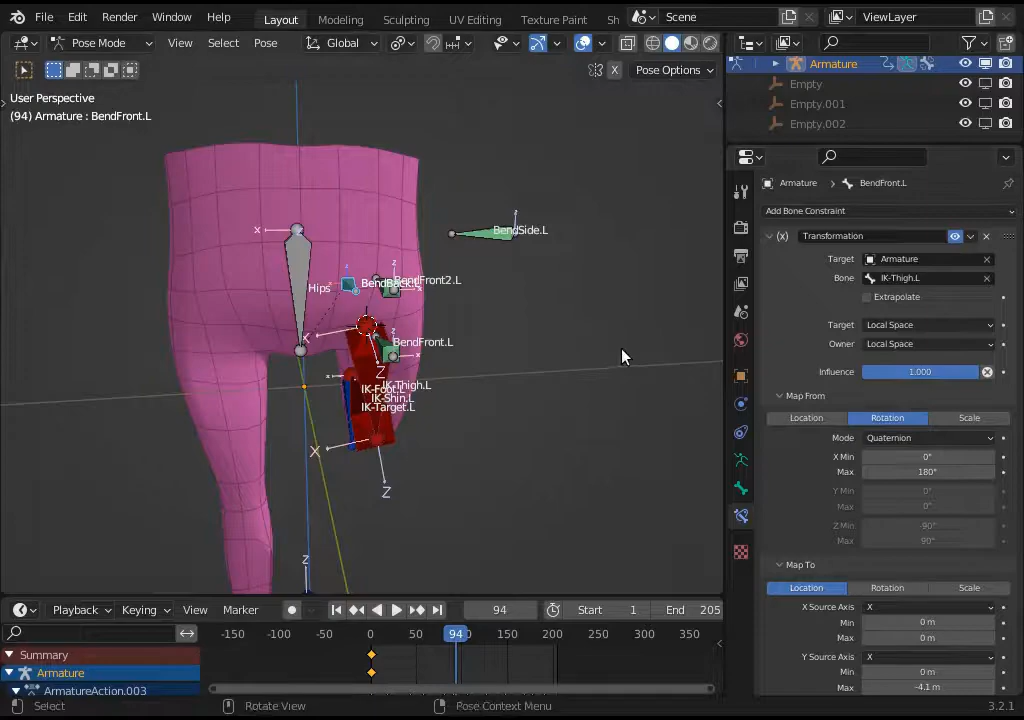 File Edit Render Window Help Layout Modeling Sculpting UV Editing Texture Paint Sh Scene ViewLayer
Pose Mode View Select Pose Global
X Pose Options
User Perspective
(94) Armature : BendFront.L
Armature
Empty
Empty.001
Empty.002
Armature BendFront.L
Add Bone Constraint
(x) Transformation
Target Armature
Bone IK-Thigh.L
Extrapolate
Target Local Space
Owner Local Space
Influence 1.000
Map From
Location Rotation Scale
Mode Quaternion
X Min 0°
Max 180°
Y Min 0°
Max 0°
Z Min -90°
Max 90°
Map To
Location Rotation Scale
X Source Axis X
Min 0 m
Max 0 m
Y Source Axis X
Min 0 m
Max -4.1 m
z
x BendSide.L
z z
Hips BendBack.L BendFront2.L x
X z
BendFront.L
x Z x
IK-Thigh.L
IK-Foot.L
IK-Shin.L
IK-Target.L
X
Z
Z
Playback Keying View Marker 94 Start 1 End 205
-150 -100 -50 0 50 94 150 200 250 300 350
Summary
Armature
ArmatureAction.003
Select Rotate View Pose Context Menu 3.2.1